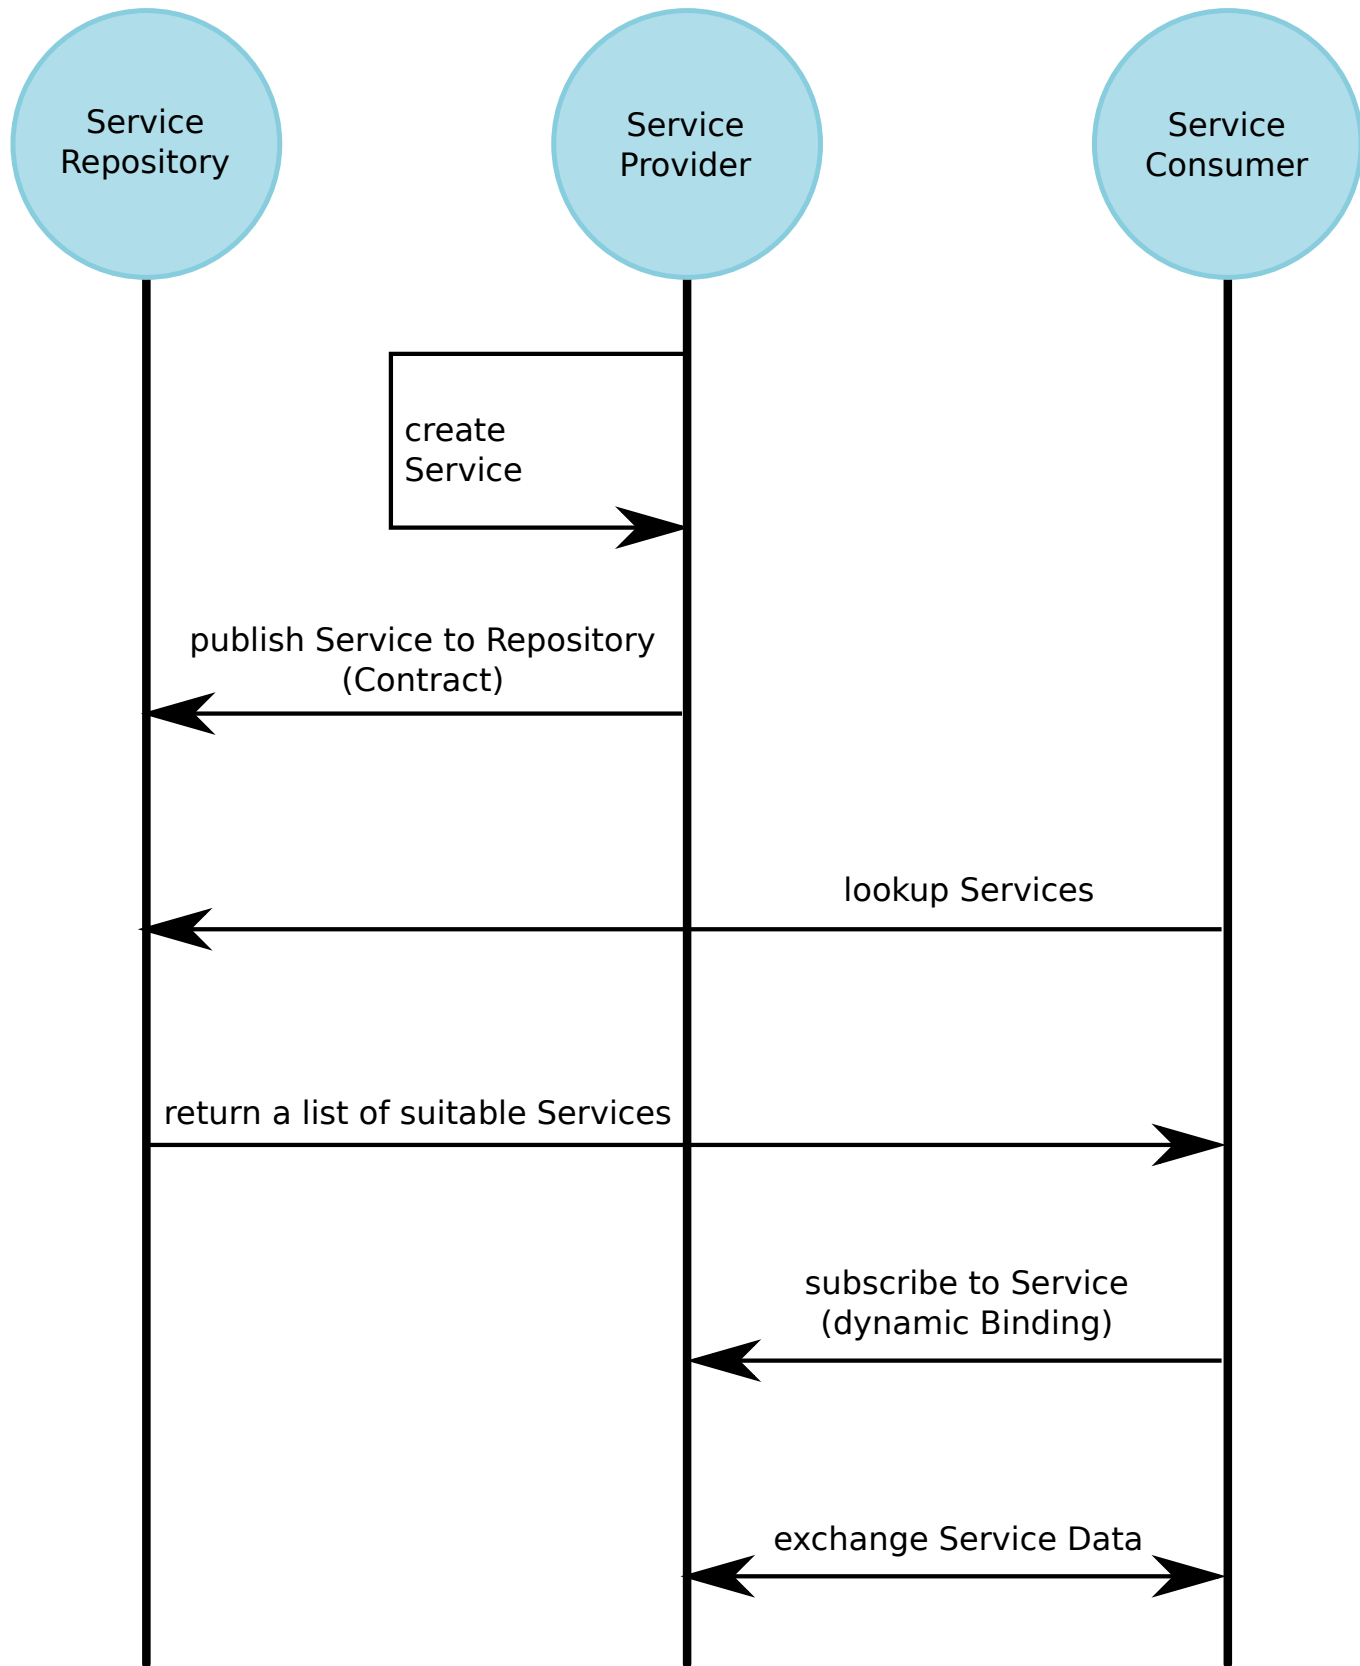 Service
Repository
Service
Provider
Service
Consumer
create
Service
publish Service to Repository
(Contract)
lookup Services
return a list of suitable Services
subscribe to Service
(dynamic Binding)
exchange Service Data